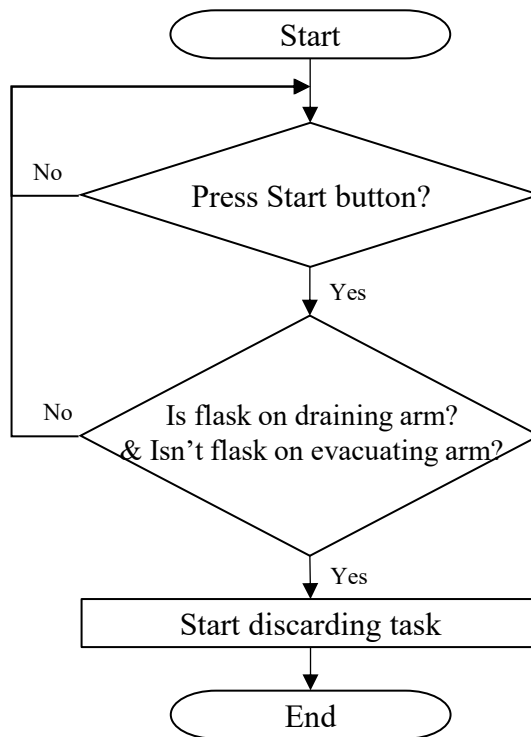 Start
No
Press Start button?
Yes
No
Is flask on draining arm?
& Isn't flask on evacuating arm?
Yes
Start discarding task
End